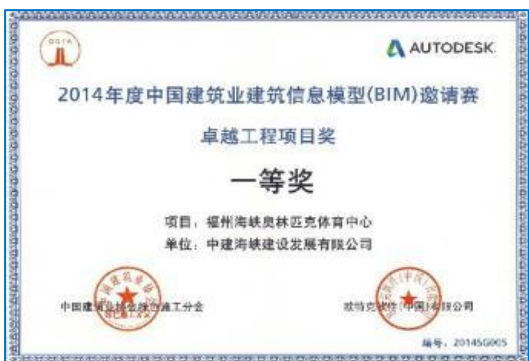 AUTODESK
2014年度中国建筑业建筑信息模型(BIM)邀请赛
卓越工程项目奖
一等奖
项目：福州海峡奥林匹克体育中心
单位：中建海峡建设发展有限公司
中国建筑业协会 施工分会
欧特克软件(中国)有限公司
编号：2014SG005